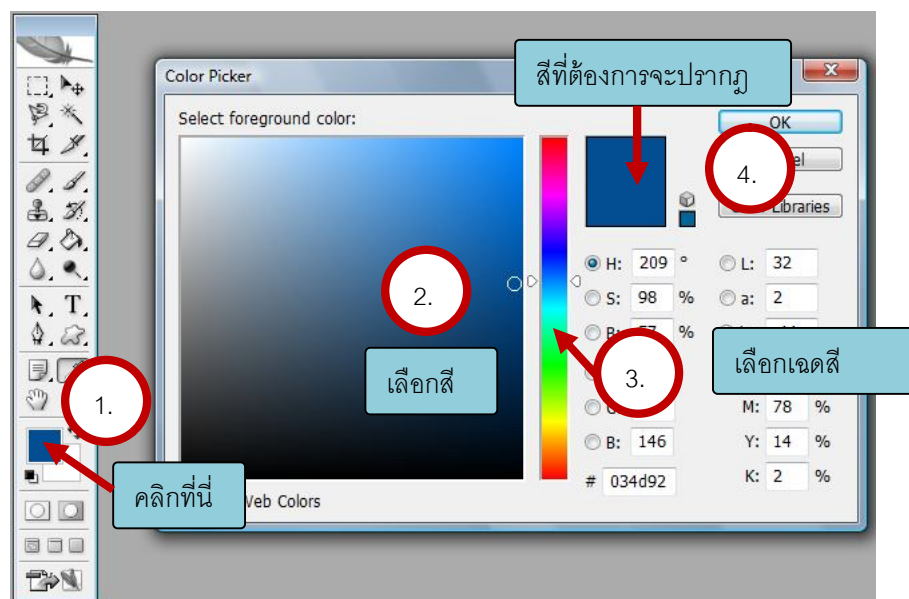 Color Picker
สีที่ต้องการจะปรากฏ
Select foreground color:
OK
4.
Libraries
H: 209 ° L: 32
2.
S: 98 % a: 2
B: %
เลือกสี
3.
เลือกเฉดสี
1.
M: 78 %
B: 146 Y: 14 %
# 034d92 K: 2 %
คลิกที่นี่
Web Colors
T